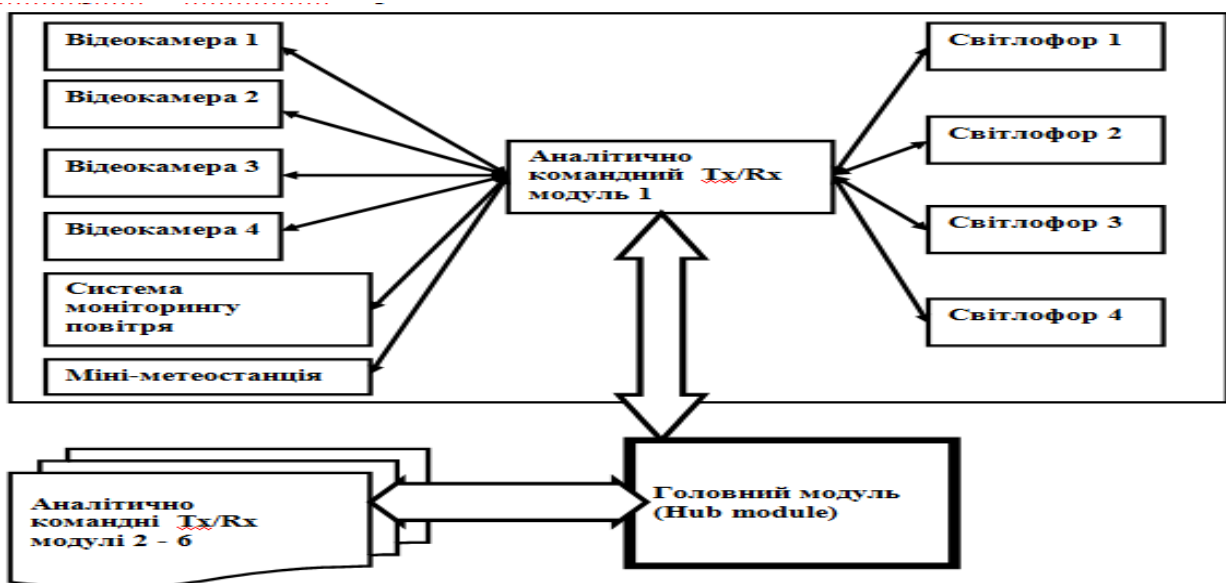 Відеокамера 1
Відеокамера 2
Відеокамера 3
Відеокамера 4
Система
моніторингу
повітря
Міні-метеостанція
Аналітично
командний Tx/Rx
модуль 1
Світлофор 1
Світлофор 2
Світлофор 3
Світлофор 4
Аналітично
командні Tx/Rx
модулі 2 - 6
Головний модуль
(Hub module)